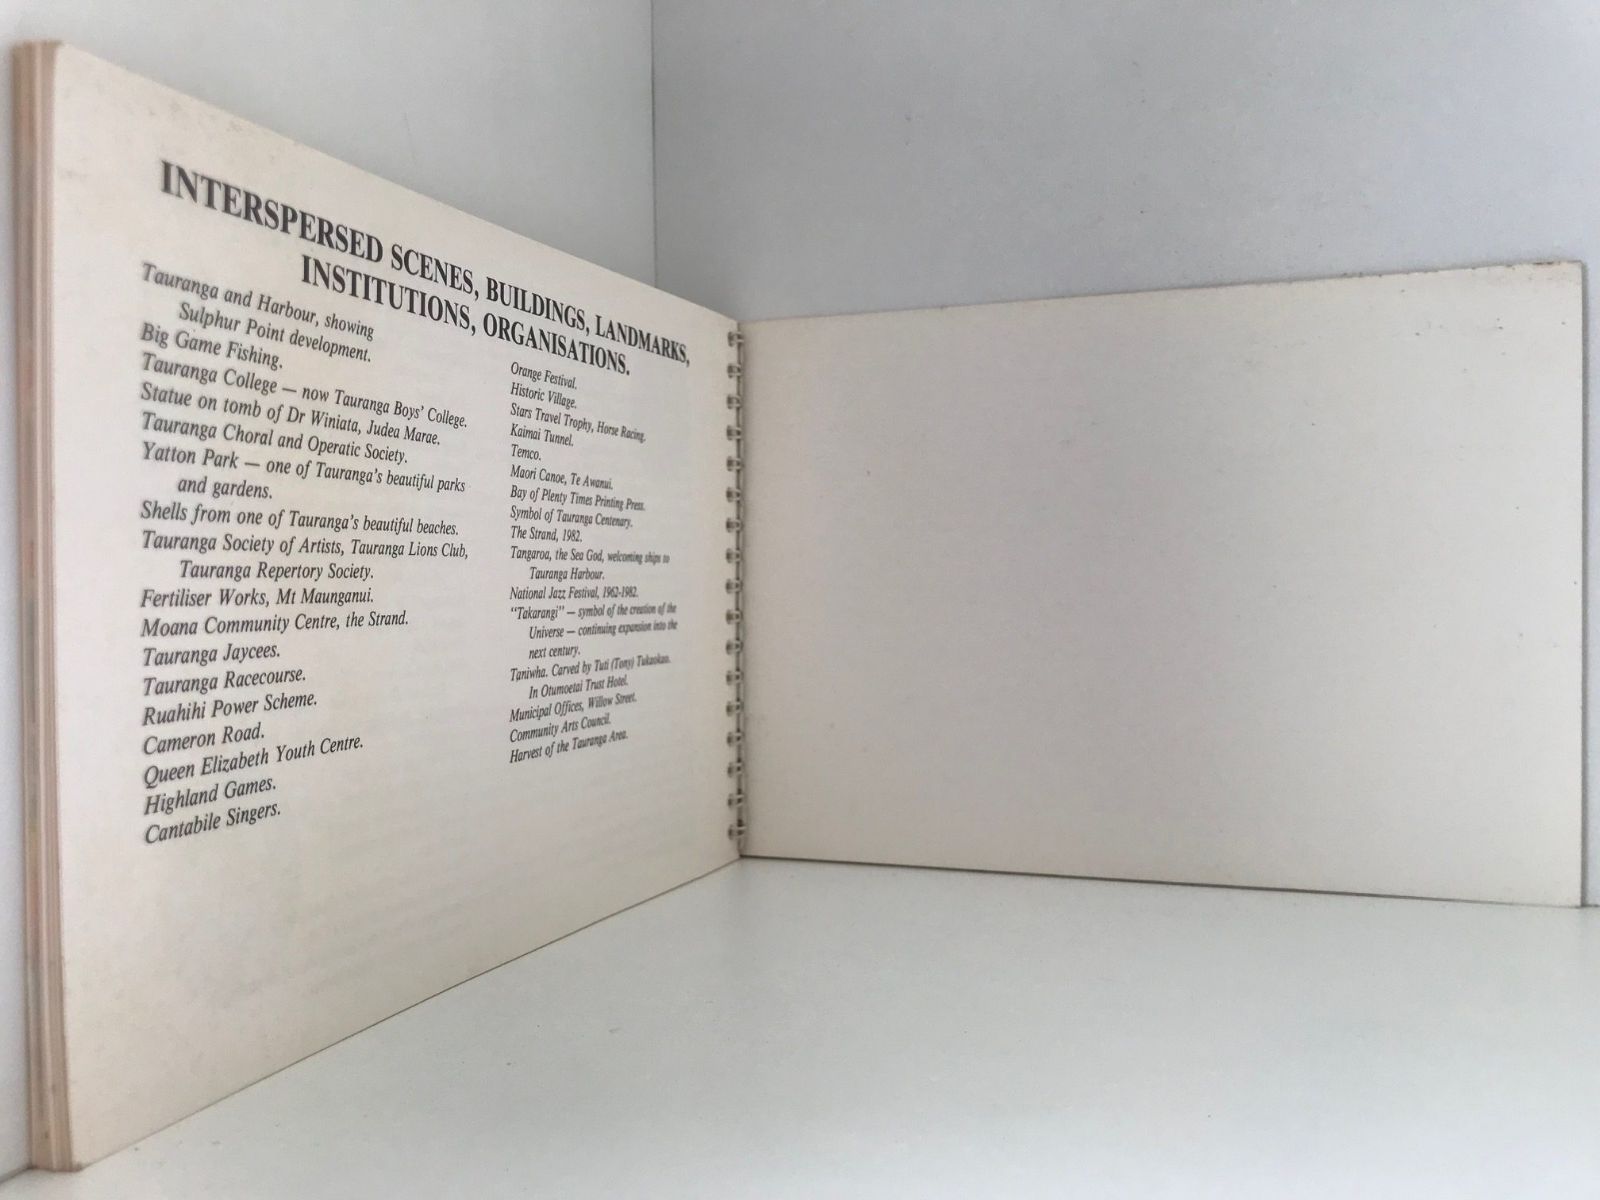 INTERSPERSED SCENES, BUILDINGS, LANDMARKS,
INSTITUTIONS, ORGANISATIONS.
Tauranga and Harbour, showing
Sulphur Point development.
Big Game Fishing.
Tauranga College — now Tauranga Boys' College.
Statue on tomb of Dr Winiata, Judea Marae.
Tauranga Choral and Operatic Society.
Yatton Park — one of Tauranga's beautiful parks
and gardens.
Shells from one of Tauranga's beautiful beaches.
Tauranga Society of Artists, Tauranga Lions Club,
Tauranga Repertory Society.
Fertiliser Works, Mt Maunganui.
Moana Community Centre, the Strand.
Tauranga Jaycees.
Tauranga Racecourse.
Ruahihi Power Scheme.
Cameron Road.
Queen Elizabeth Youth Centre.
Highland Games.
Cantabile Singers.
Orange Festival.
Historic Village.
Stars Travel Trophy, Horse Racing.
Kaimai Tunnel.
Temco.
Maori Canoe, Te Awanui.
Bay of Plenty Times Printing Press.
Symbol of Tauranga Centenary.
The Strand, 1982.
Tangaroa, the Sea God, welcoming ships to
Tauranga Harbour.
National Jazz Festival, 1962-1982.
"Takarangi" — symbol of the creation of the
Universe — continuing expansion into the
next century.
Taniwha. Carved by Tuti (Tony) Tukaokao.
In Otumoetai Trust Hotel.
Municipal Offices, Willow Street.
Community Arts Council.
Harvest of the Tauranga Area.